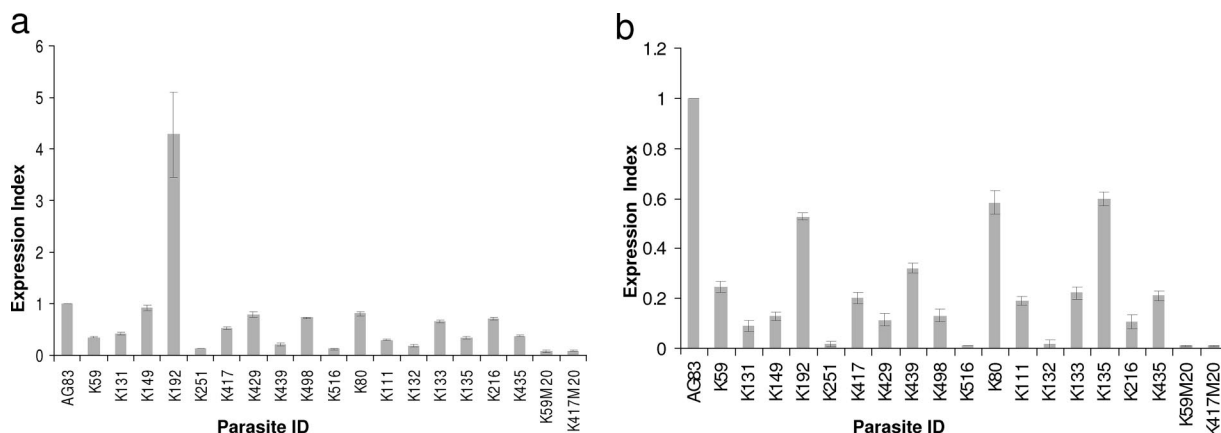 a
6
5
4
3
2
1
0
Expression Index
AG83
K59
K131
K149
K192
K251
K417
K429
K439
K498
K516
K80
K111
K132
K133
K135
K216
K435
K59M20
K417M20
Parasite ID
b
1.2
1
0.8
0.6
0.4
0.2
0
Expression Index
AG83
K59
K131
K149
K192
K251
K417
K429
K439
K498
K516
K80
K111
K132
K133
K135
K216
K435
K59M20
K417M20
Parasite ID